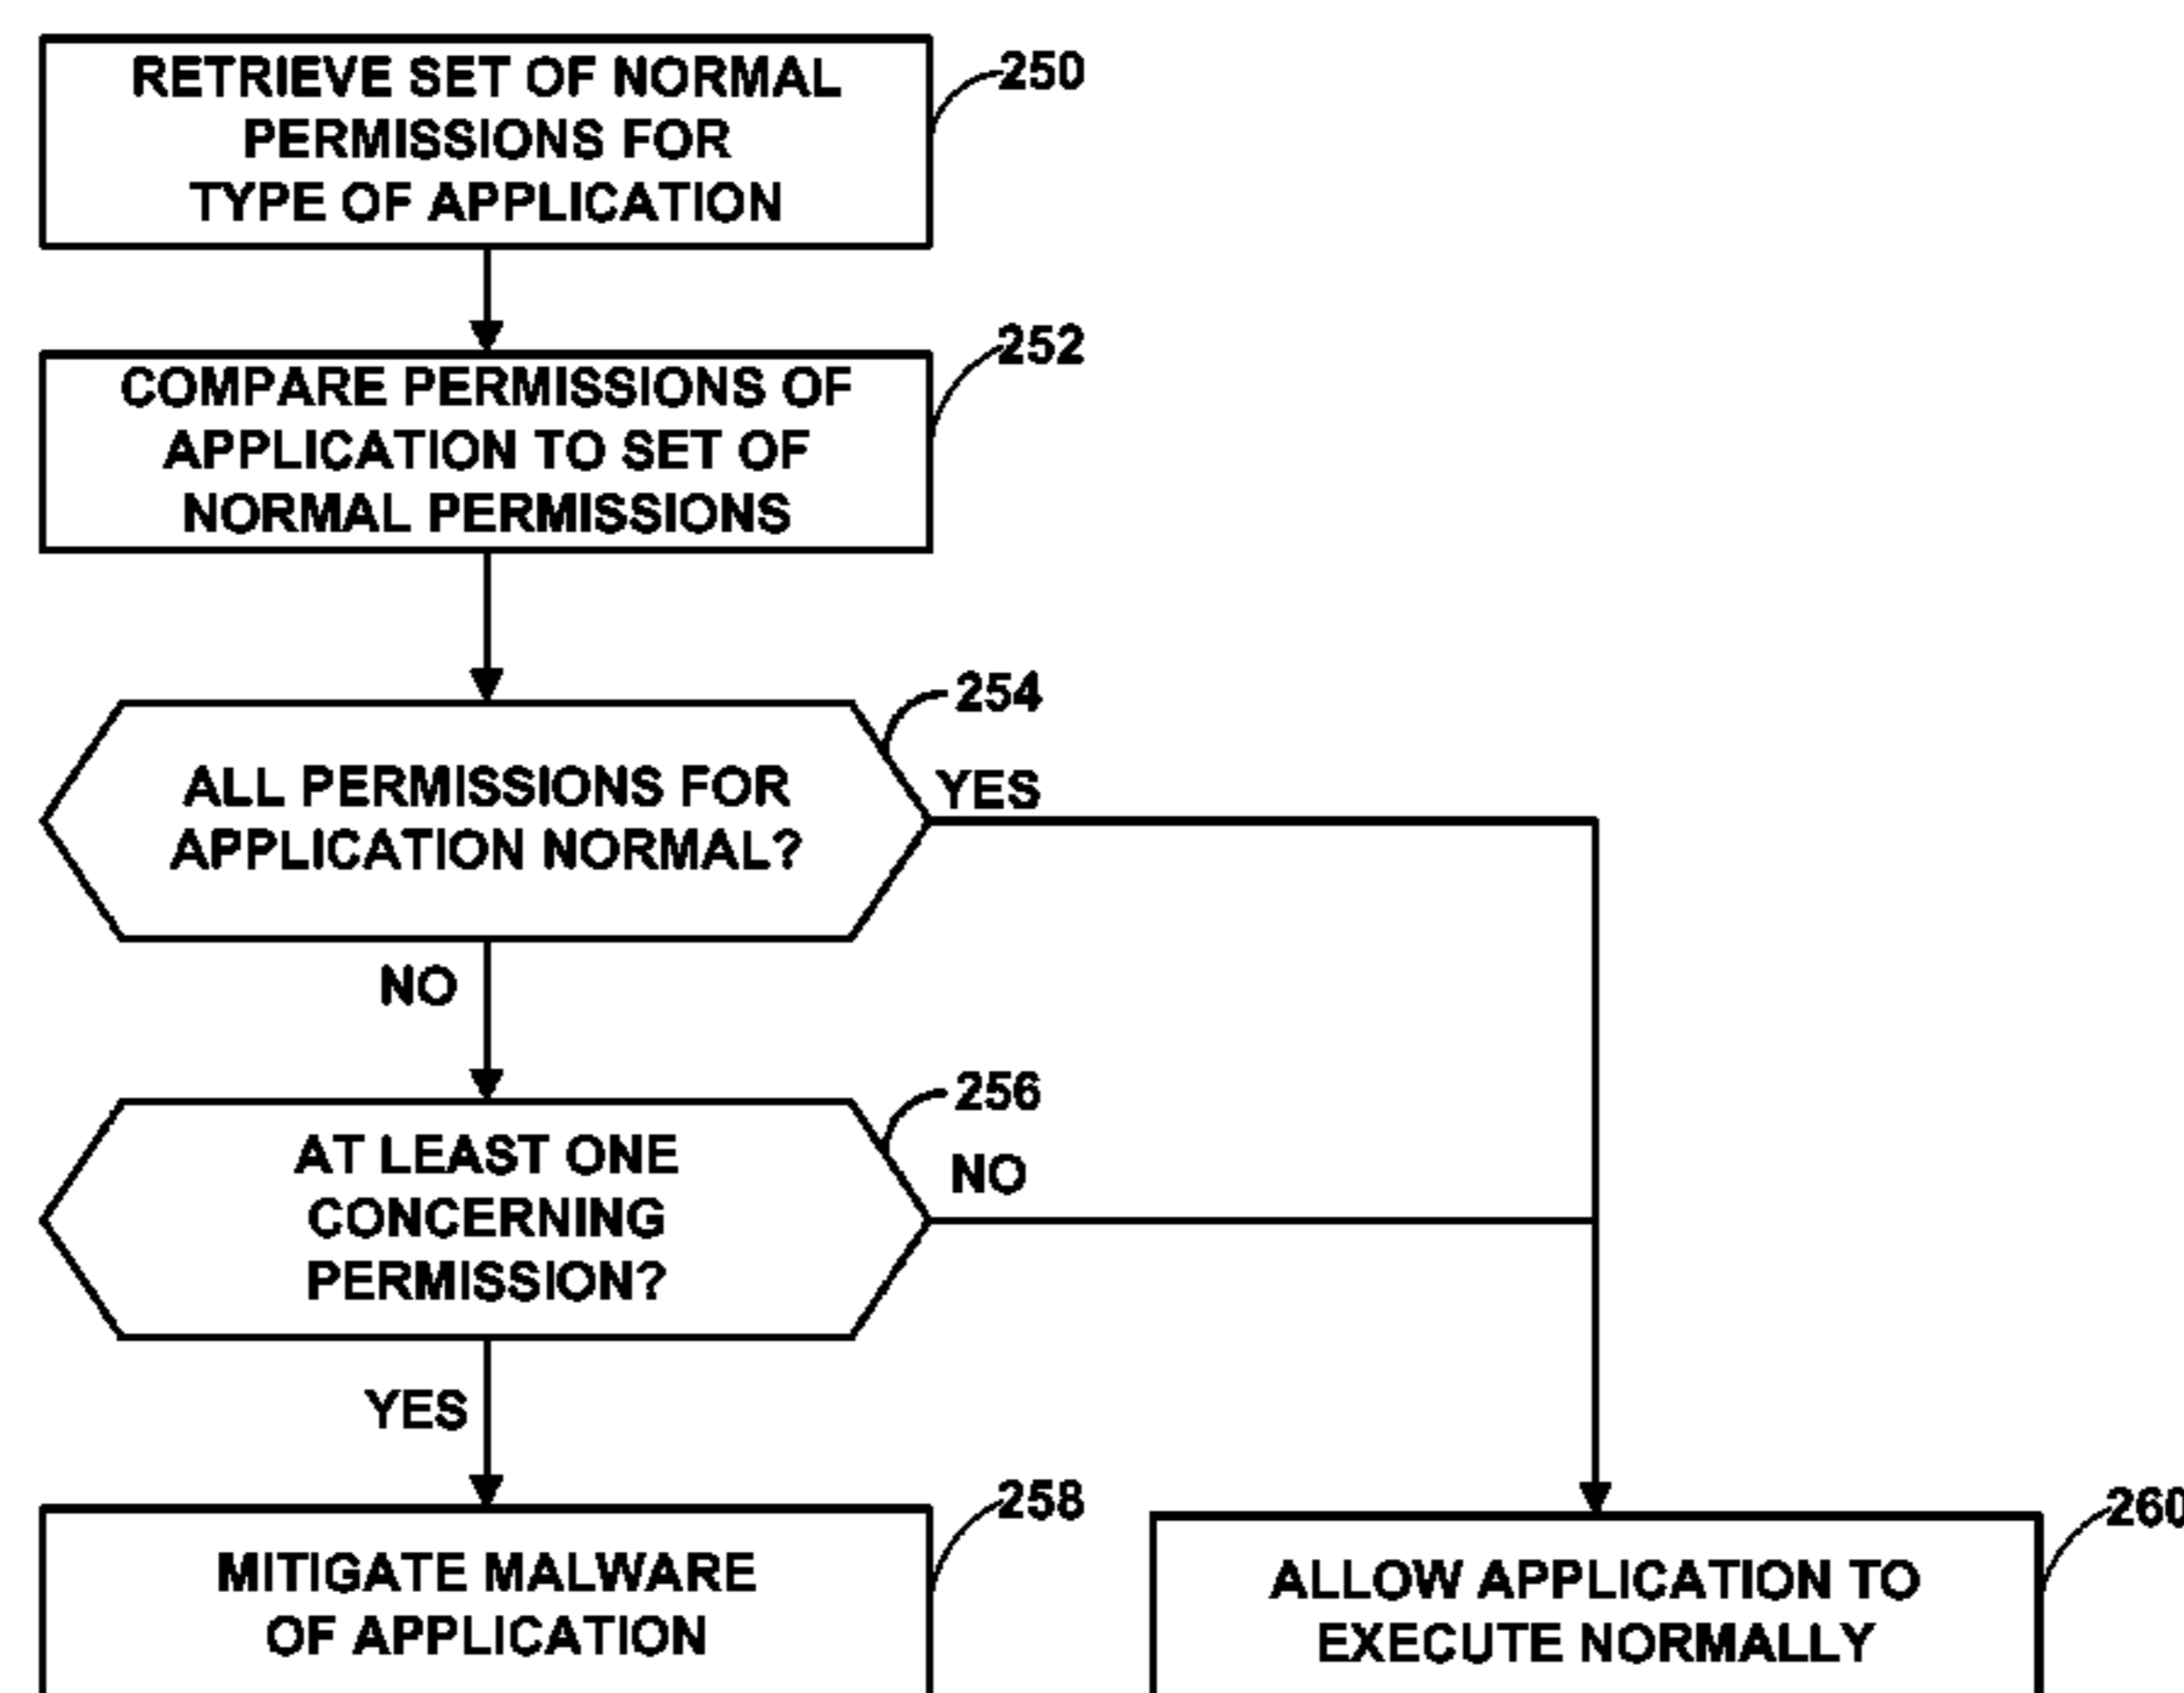 RETRIEVE SET OF NORMAL
PERMISSIONS FOR
TYPE OF APPLICATION
250
COMPARE PERMISSIONS OF
APPLICATION TO SET OF
NORMAL PERMISSIONS
252
254
ALL PERMISSIONS FOR
APPLICATION NORMAL?
YES
NO
256
AT LEAST ONE
CONCERNING
PERMISSION?
NO
YES
258
MITIGATE MALWARE
OF APPLICATION
260
ALLOW APPLICATION TO
EXECUTE NORMALLY